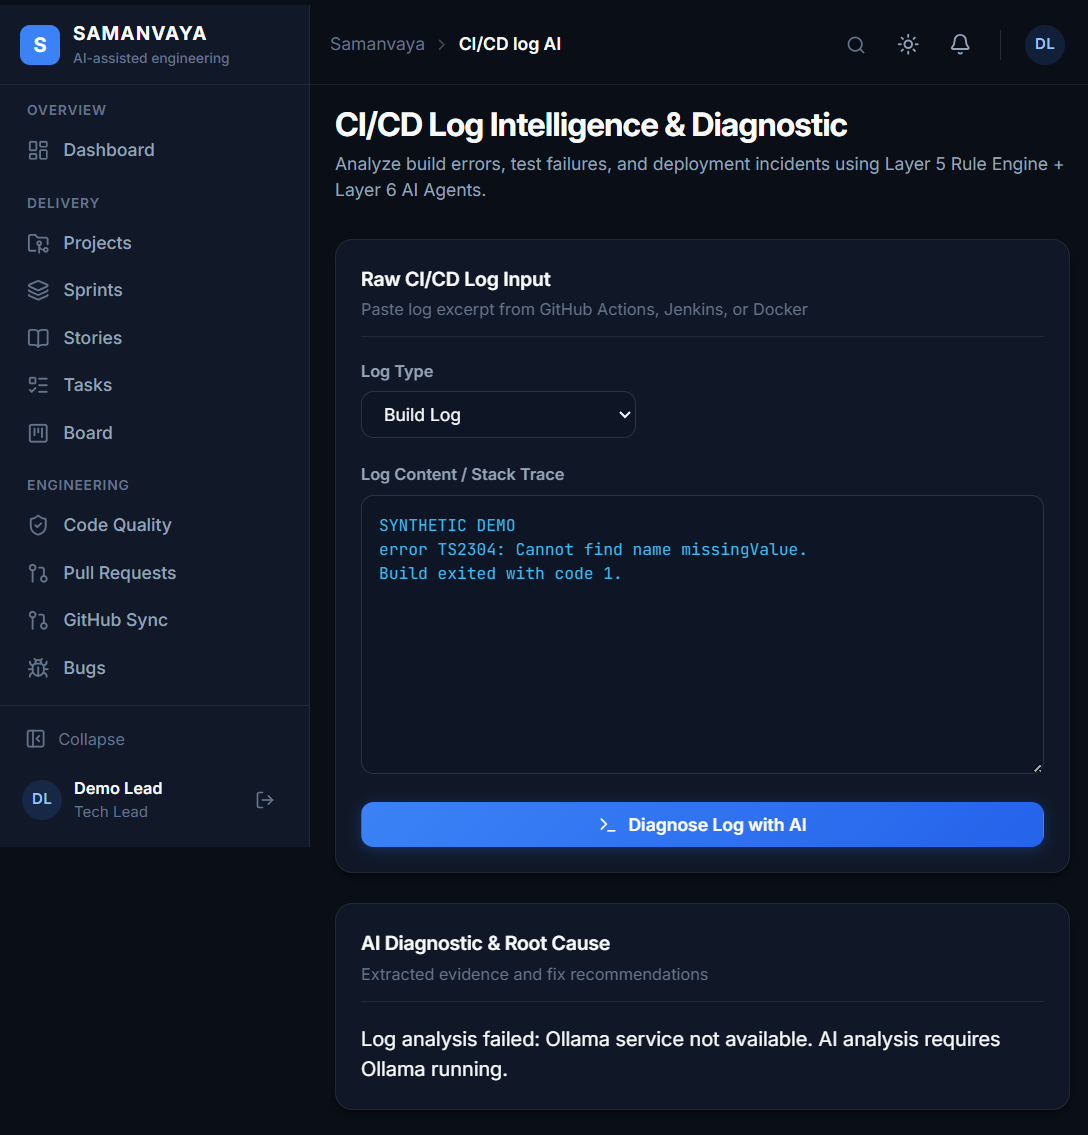 S
SAMANVAYA
AI-assisted engineering
OVERVIEW
Dashboard
DELIVERY
Projects
Sprints
Stories
Tasks
Board
ENGINEERING
Code Quality
Pull Requests
GitHub Sync
Bugs
Collapse
DL
Demo Lead
Tech Lead
Samanvaya > CI/CD log AI
DL
CI/CD Log Intelligence & Diagnostic
Analyze build errors, test failures, and deployment incidents using Layer 5 Rule Engine +
Layer 6 AI Agents.
Raw CI/CD Log Input
Paste log excerpt from GitHub Actions, Jenkins, or Docker
Log Type
Build Log
Log Content / Stack Trace
SYNTHETIC DEMO
error TS2304: Cannot find name missingValue.
Build exited with code 1.
Diagnose Log with AI
AI Diagnostic & Root Cause
Extracted evidence and fix recommendations
Log analysis failed: Ollama service not available. AI analysis requires
Ollama running.